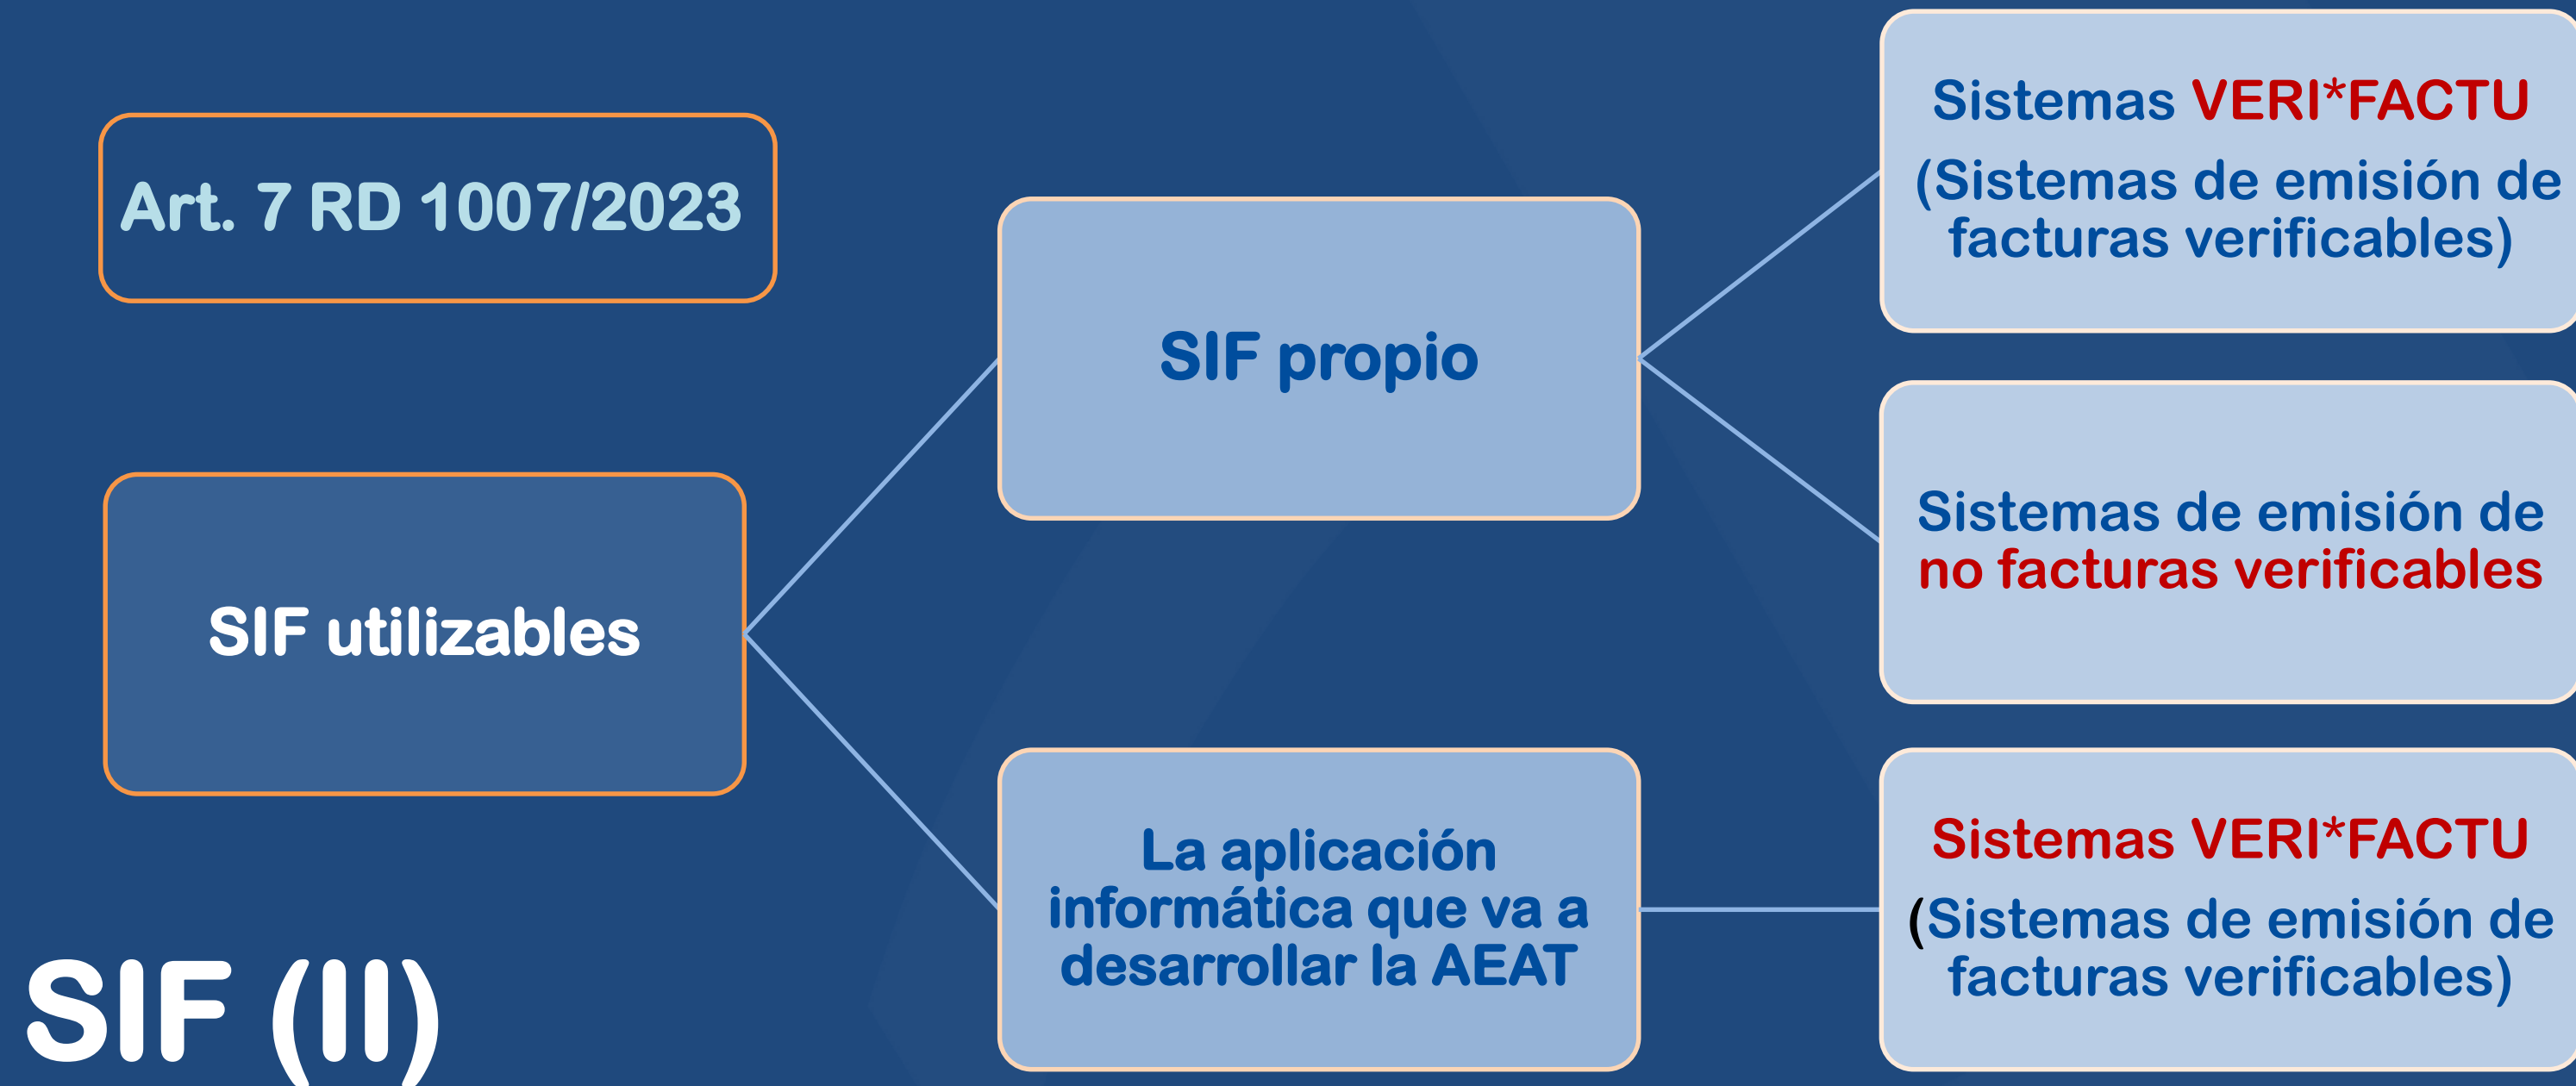 Art. 7 RD 1007/2023
SIF utilizables
SIF propio
La aplicación
informática que va a
desarrollar la AEAT
Sistemas VERI*FACTU
(Sistemas de emisión de
facturas verificables)
Sistemas de emisión de
no facturas verificables
Sistemas VERI*FACTU
(Sistemas de emisión de
facturas verificables)
SIF (II)